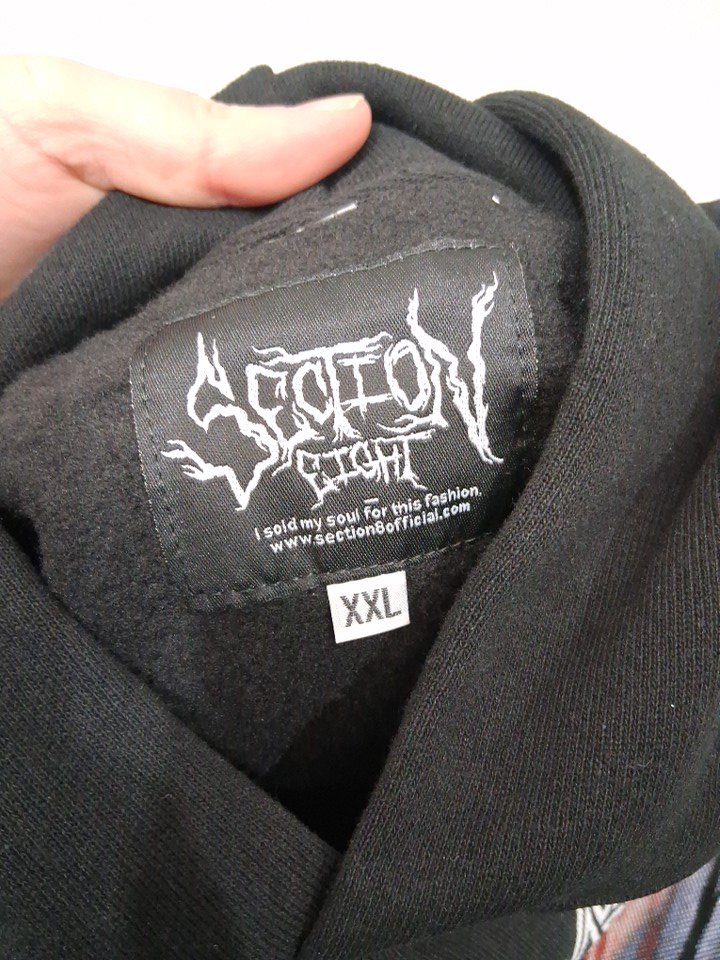 SECTION
EIGHT
I sold my soul for this fashion.
www.section8official.com
XXL